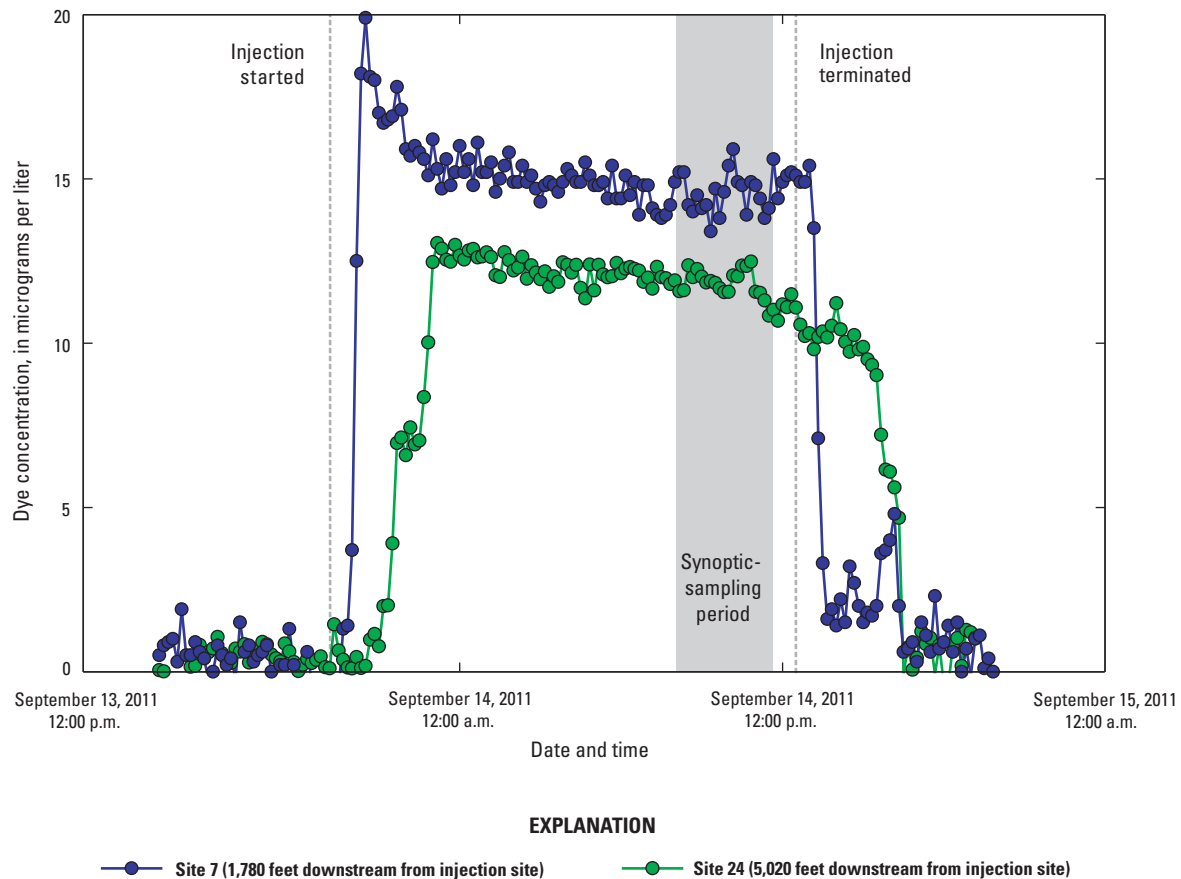 20
15
10
5
0
Dye concentration, in micrograms per liter
Injection
started
Injection
terminated
Synoptic-
sampling
period
September 13, 2011
12:00 p.m.
September 14, 2011
12:00 a.m.
September 14, 2011
12:00 p.m.
September 15, 2011
12:00 a.m.
Date and time
EXPLANATION
Site 7 (1,780 feet downstream from injection site)
Site 24 (5,020 feet downstream from injection site)